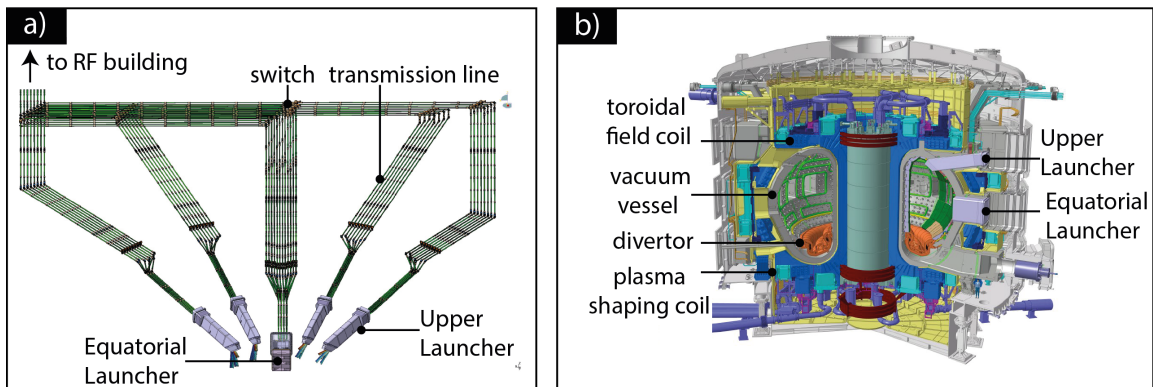 a)
to RF building
switch
transmission line
Equatorial
Launcher
Upper
Launcher
b)
toroidal
field coil
vacuum
vessel
divertor
plasma
shaping coil
Upper
Launcher
Equatorial
Launcher